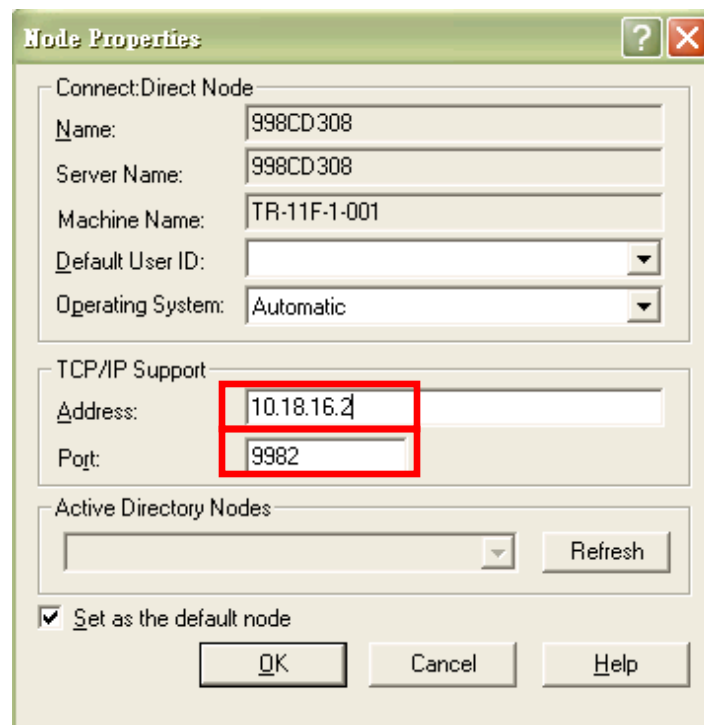 Node Properties
Connect:Direct Node
Name: 998CD308
Server Name: 998CD308
Machine Name: TR-11F-1-001
Default User ID:
Operating System: Automatic
TCP/IP Support
Address: 10.18.16.2
Port: 9982
Active Directory Nodes
Refresh
Set as the default node
OK Cancel Help